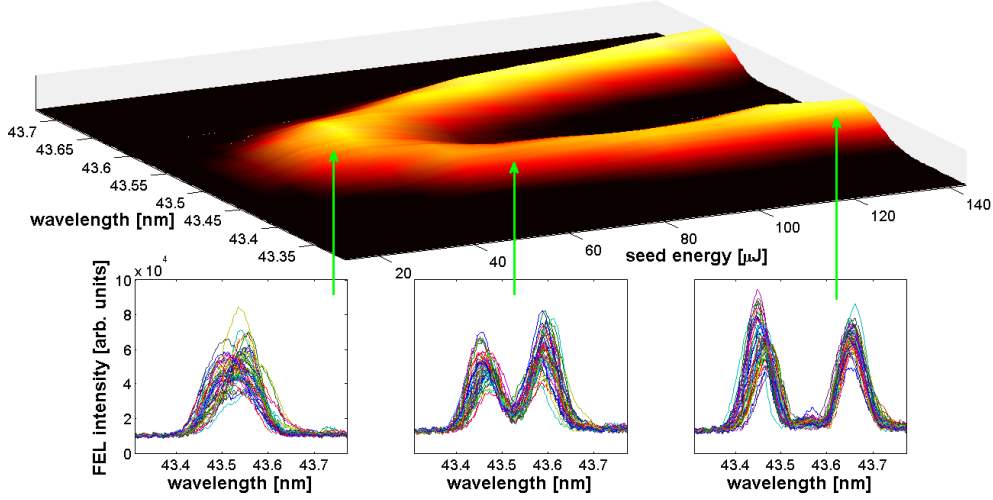 43.7
43.65
43.6
43.55
43.5
43.45
43.4
43.35
wavelength [nm]
20
40
60
80
100
120
140
seed energy [µJ]
x 10⁴
10
8
6
4
2
0
FEL intensity [arb. units]
43.4 43.5 43.6 43.7
wavelength [nm]
43.4 43.5 43.6 43.7
wavelength [nm]
43.4 43.5 43.6 43.7
wavelength [nm]